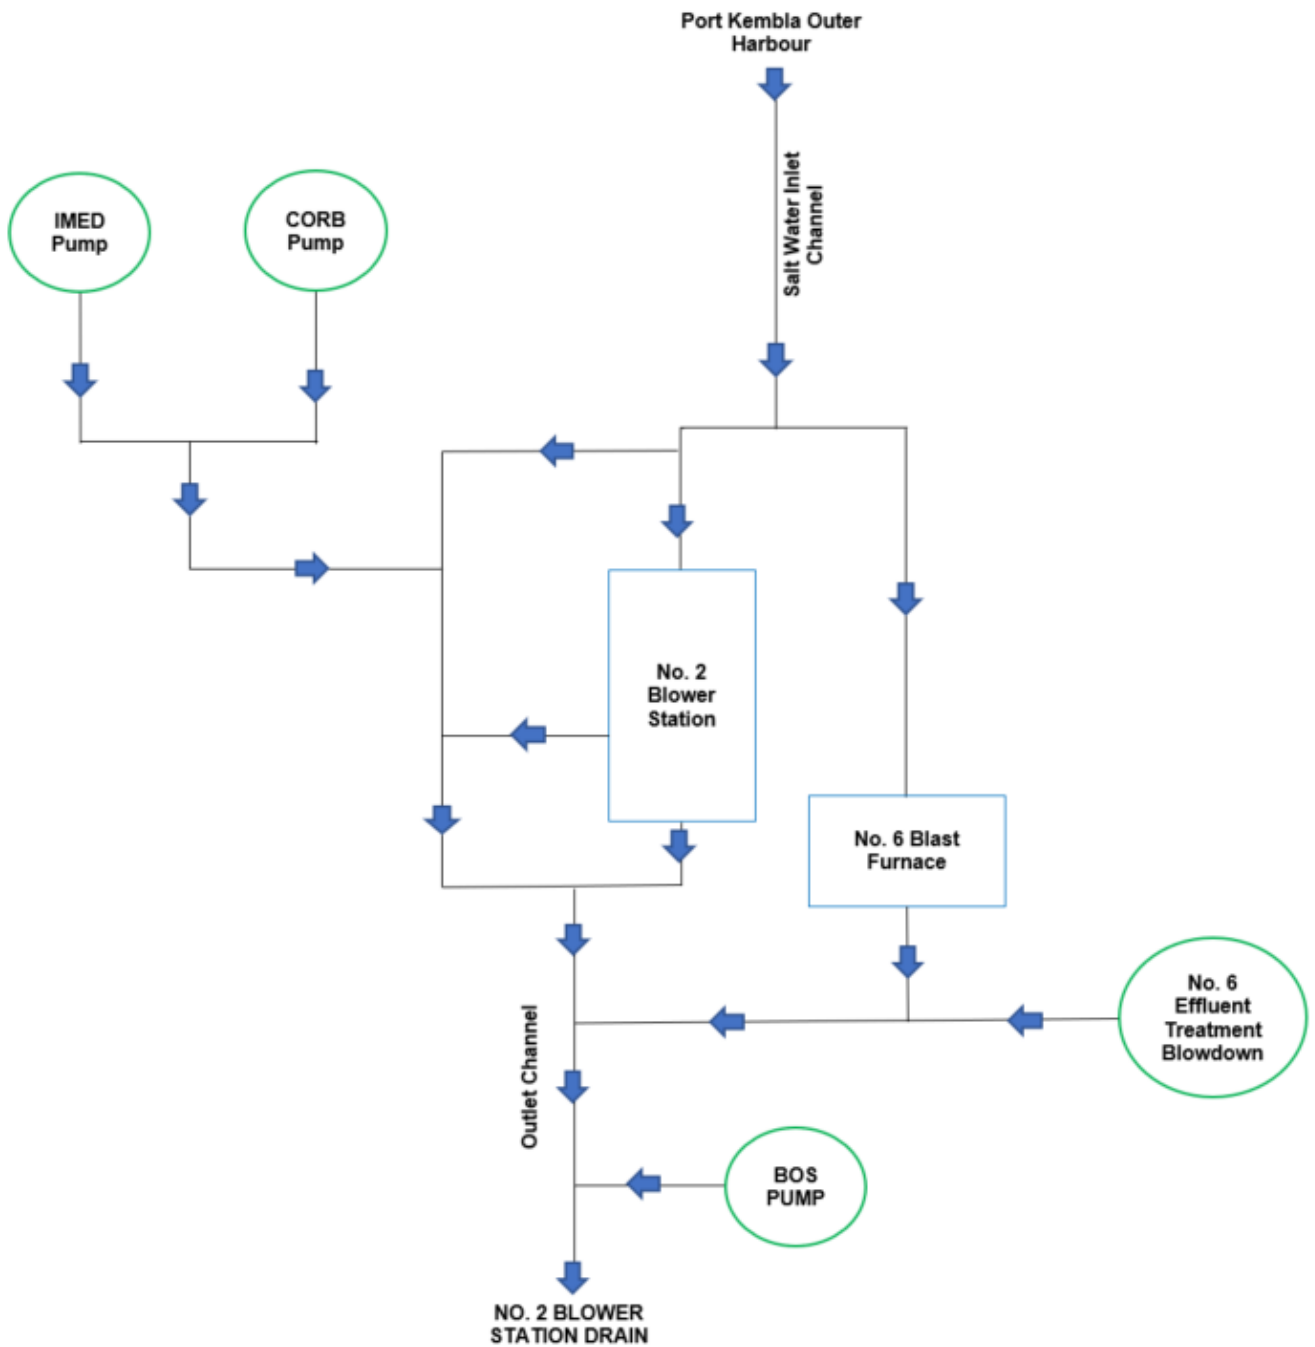 Port Kembla Outer
Harbour
Salt Water Inlet
Channel
IMED
Pump
CORB
Pump
No. 2
Blower
Station
No. 6 Blast
Furnace
No. 6
Effluent
Treatment
Blowdown
Outlet Channel
BOS
PUMP
NO. 2 BLOWER
STATION DRAIN